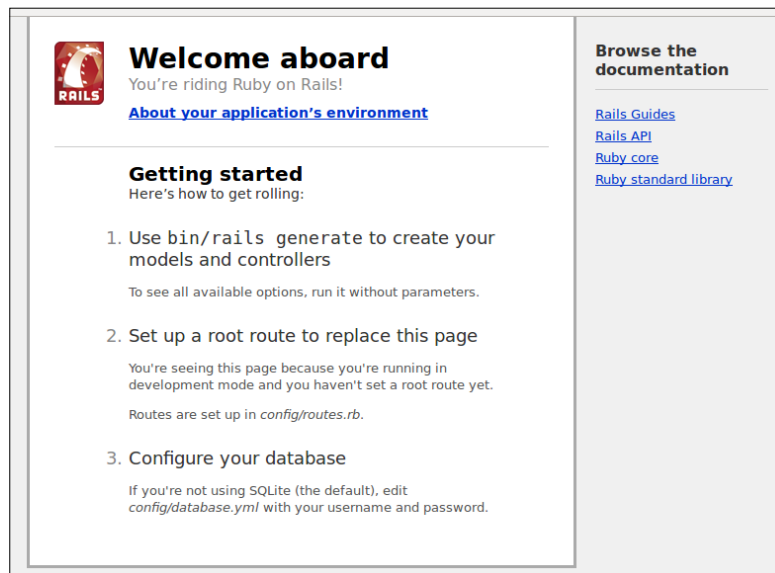 RAILS
Welcome aboard
You’re riding Ruby on Rails!
About your application’s environment
Getting started
Here’s how to get rolling:
1. Use bin/rails generate to create your
models and controllers
To see all available options, run it without parameters.
2. Set up a root route to replace this page
You're seeing this page because you're running in
development mode and you haven't set a root route yet.
Routes are set up in config/routes.rb.
3. Configure your database
If you're not using SQLite (the default), edit
config/database.yml with your username and password.
Browse the
documentation
Rails Guides
Rails API
Ruby core
Ruby standard library